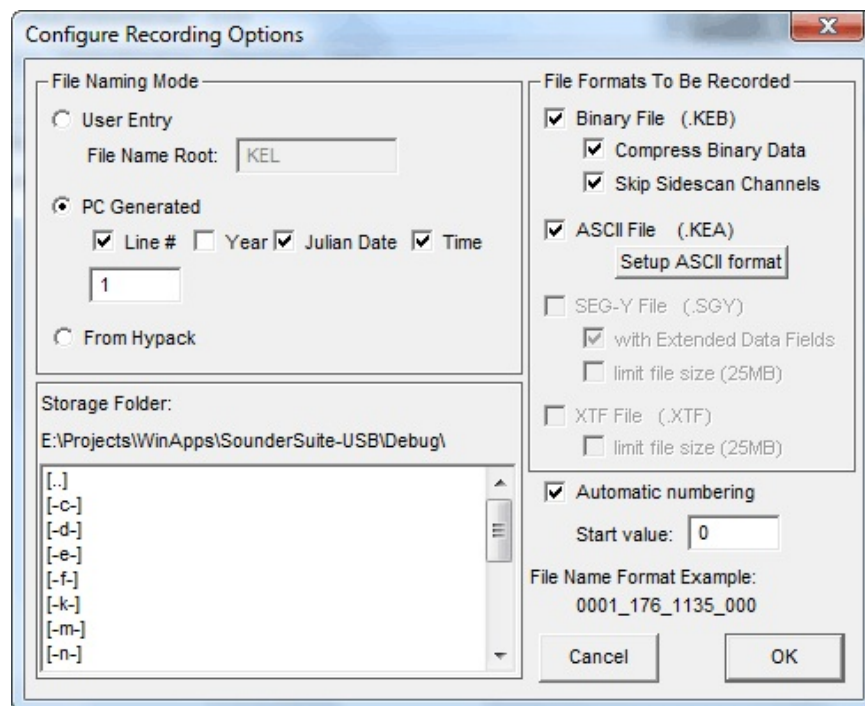 Configure Recording Options
File Naming Mode
User Entry
File Name Root: KEL
PC Generated
Line # Year Julian Date Time
1
From Hypack
Storage Folder:
E:\Projects\WinApps\SounderSuite-USB\Debug\
[..]
[-c-]
[-d-]
[-e-]
[-f-]
[-k-]
[-m-]
[-n-]
File Formats To Be Recorded
Binary File (.KEB)
Compress Binary Data
Skip Sidescan Channels
ASCII File (.KEA)
Setup ASCII format
SEG-Y File (.SGY)
with Extended Data Fields
limit file size (25MB)
XTF File (.XTF)
limit file size (25MB)
Automatic numbering
Start value: 0
File Name Format Example:
0001_176_1135_000
Cancel OK